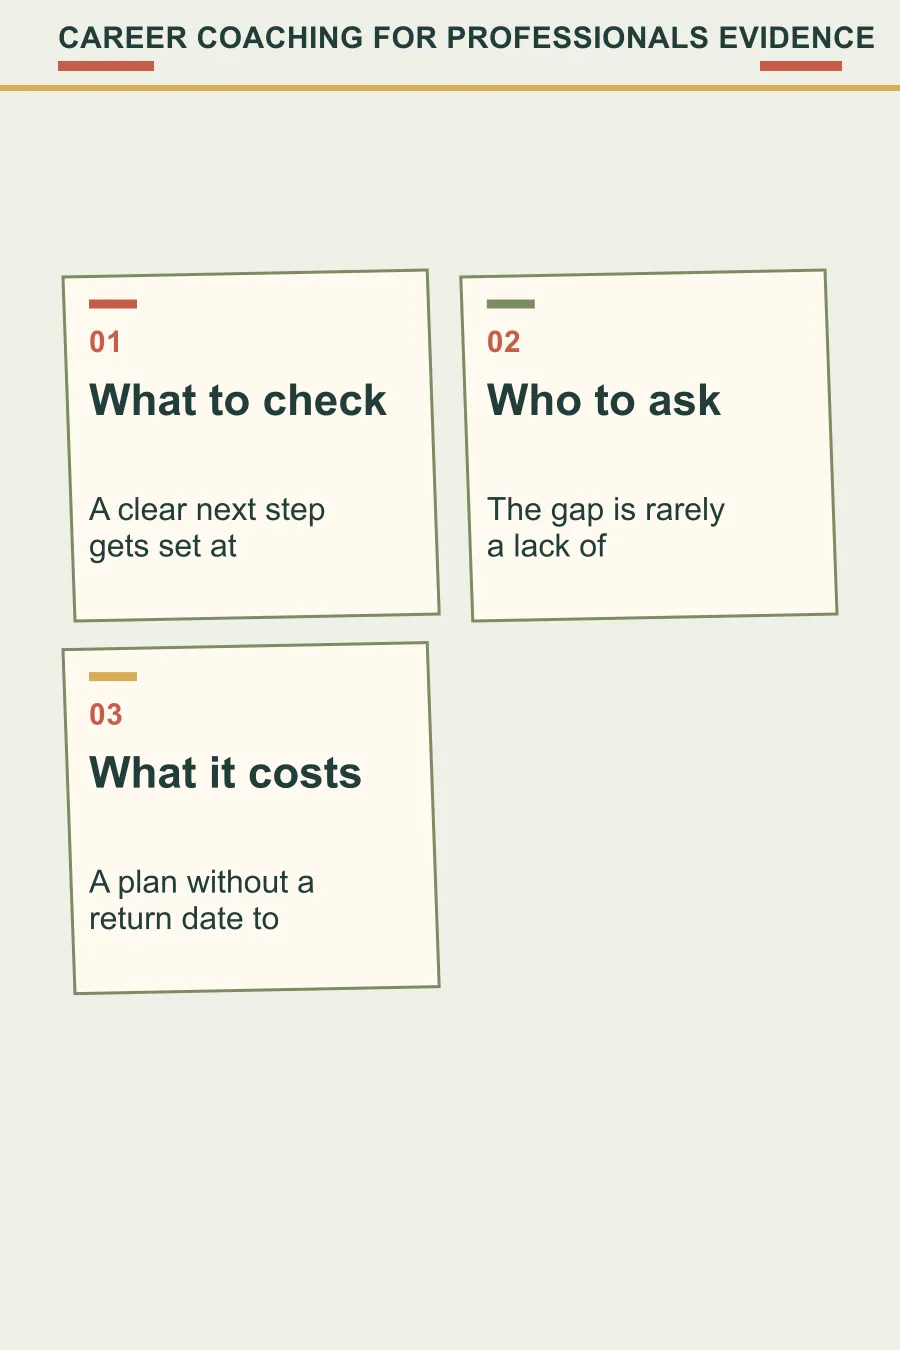 CAREER COACHING FOR PROFESSIONALS EVIDENCE
01
What to check
A clear next step
gets set at
02
Who to ask
The gap is rarely
a lack of
03
What it costs
A plan without a
return date to